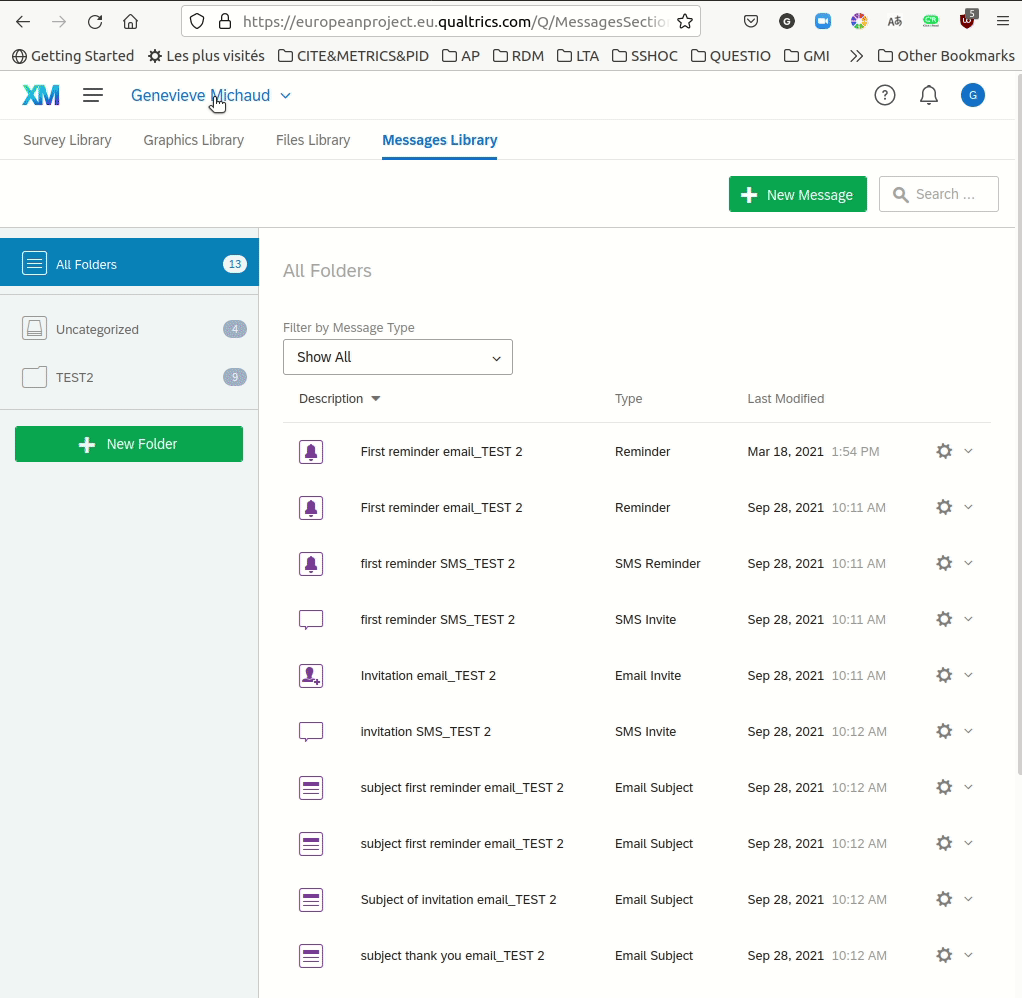 https://europeanproject.eu.qualtrics.com/Q/MessagesSectio
G
Aあ
CR
5
Getting Started Les plus visités CITE&METRICS&PID AP RDM LTA SSHOC QUESTIO GMI Other Bookmarks
XM Genevieve Michaud ? G
Survey Library Graphics Library Files Library Messages Library
New Message Search ...
All Folders 13
Uncategorized 4
TEST2 9
New Folder
All Folders
Filter by Message Type
Show All
Description Type Last Modified
First reminder email_TEST 2 Reminder Mar 18, 2021 1:54 PM
First reminder email_TEST 2 Reminder Sep 28, 2021 10:11 AM
first reminder SMS_TEST 2 SMS Reminder Sep 28, 2021 10:11 AM
first reminder SMS_TEST 2 SMS Invite Sep 28, 2021 10:11 AM
Invitation email_TEST 2 Email Invite Sep 28, 2021 10:11 AM
invitation SMS_TEST 2 SMS Invite Sep 28, 2021 10:12 AM
subject first reminder email_TEST 2 Email Subject Sep 28, 2021 10:12 AM
subject first reminder email_TEST 2 Email Subject Sep 28, 2021 10:12 AM
Subject of invitation email_TEST 2 Email Subject Sep 28, 2021 10:12 AM
subject thank you email_TEST 2 Email Subject Sep 28, 2021 10:12 AM